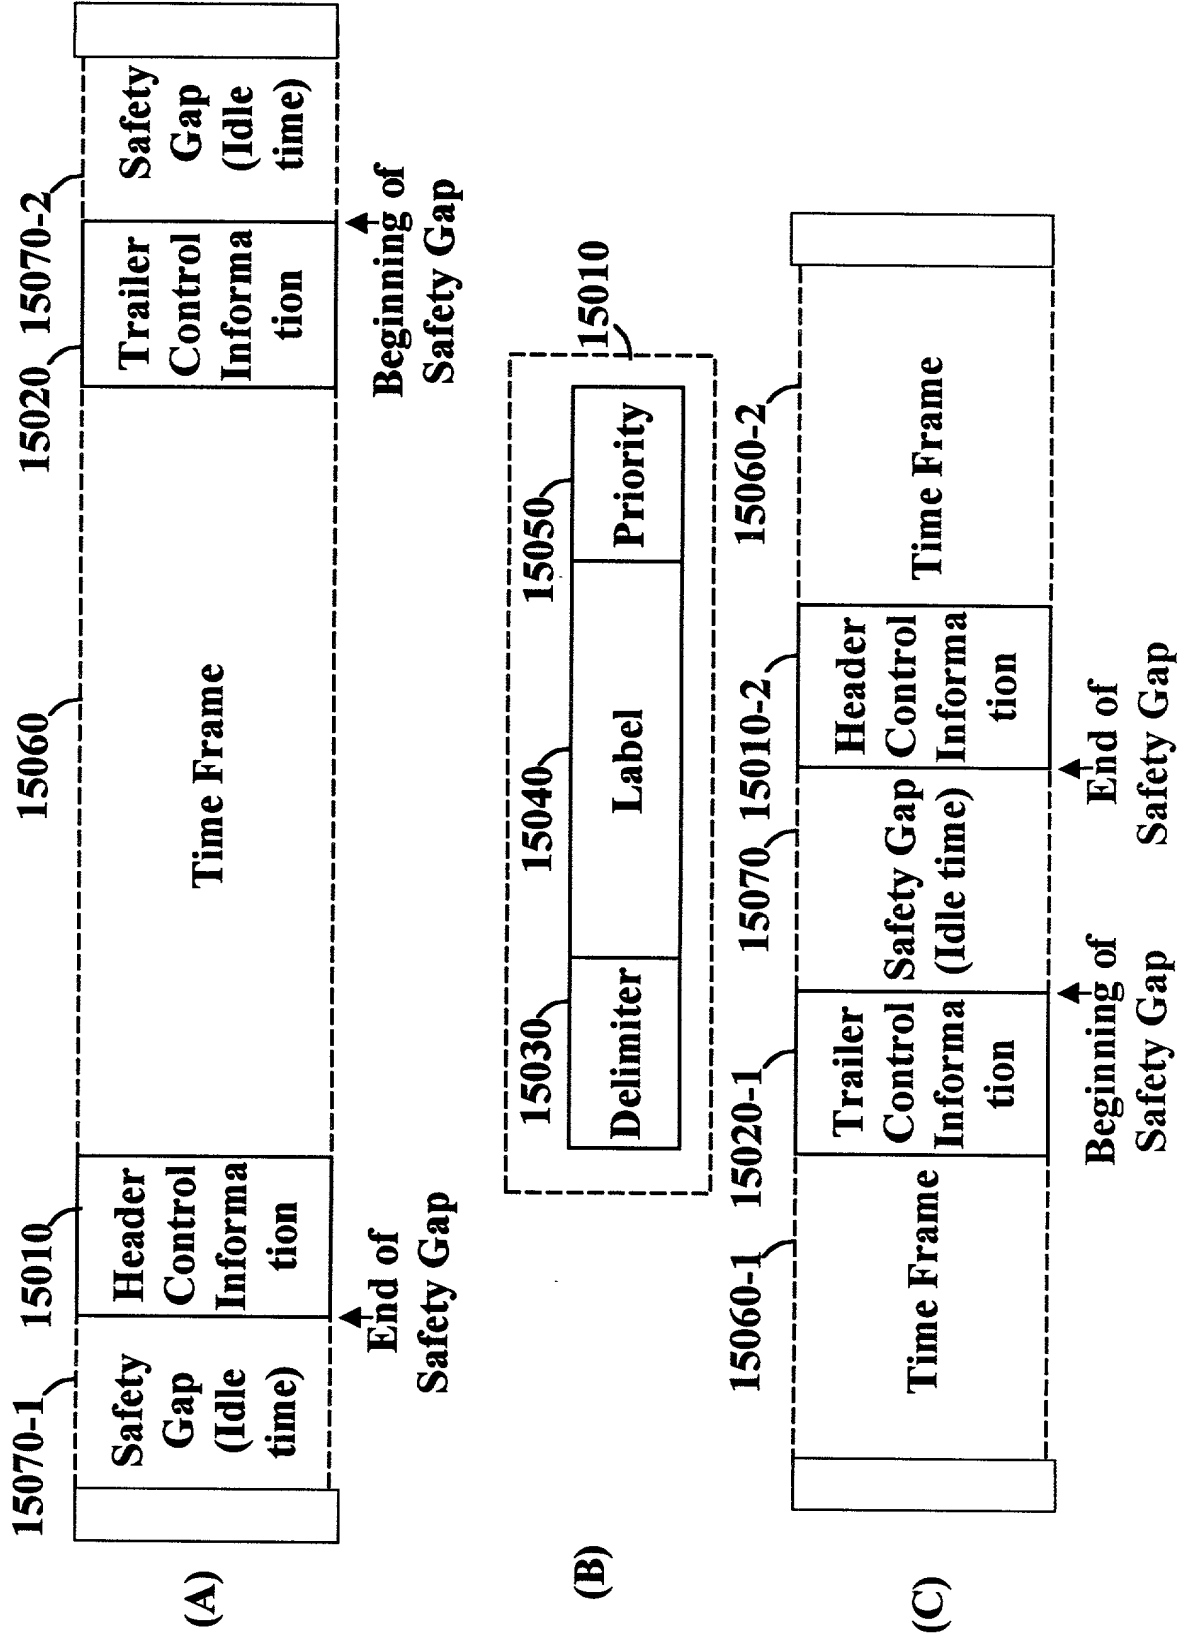 (A)
15070-1
15010
15060
15020
15070-2
Safety
Gap
(Idle
time)
Header
Control
Informa
tion
Time Frame
Trailer
Control
Informa
tion
Safety
Gap
(Idle
time)
End of
Safety Gap
Beginning of
Safety Gap
(B)
15010
15030
15040
15050
Delimiter
Label
Priority
(C)
15060-1
15020-1
15070
15010-2
15060-2
Time Frame
Trailer
Control
Informa
tion
Safety Gap
(Idle time)
Header
Control
Informa
tion
Time Frame
Beginning of
Safety Gap
End of
Safety Gap